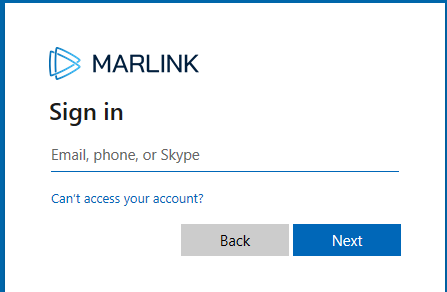 MARLINK
Sign in
Email, phone, or Skype
Can't access your account?
Back
Next